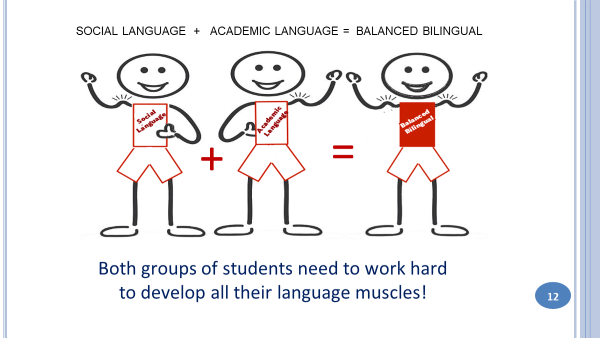 SOCIAL LANGUAGE + ACADEMIC LANGUAGE = BALANCED BILINGUAL
Social
Language
Academic
Language
Balanced
Bilingual
+
=
Both groups of students need to work hard
to develop all their language muscles!
12